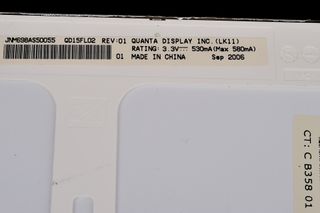 JNM698AS50055 QD15FL02 REV:01 QUANTA DISPLAY INC.(LK11)
RATING: 3.3V⎓ 530mA(Max 580mA)
01 MADE IN CHINA Sep 2006
CT: C B358 01